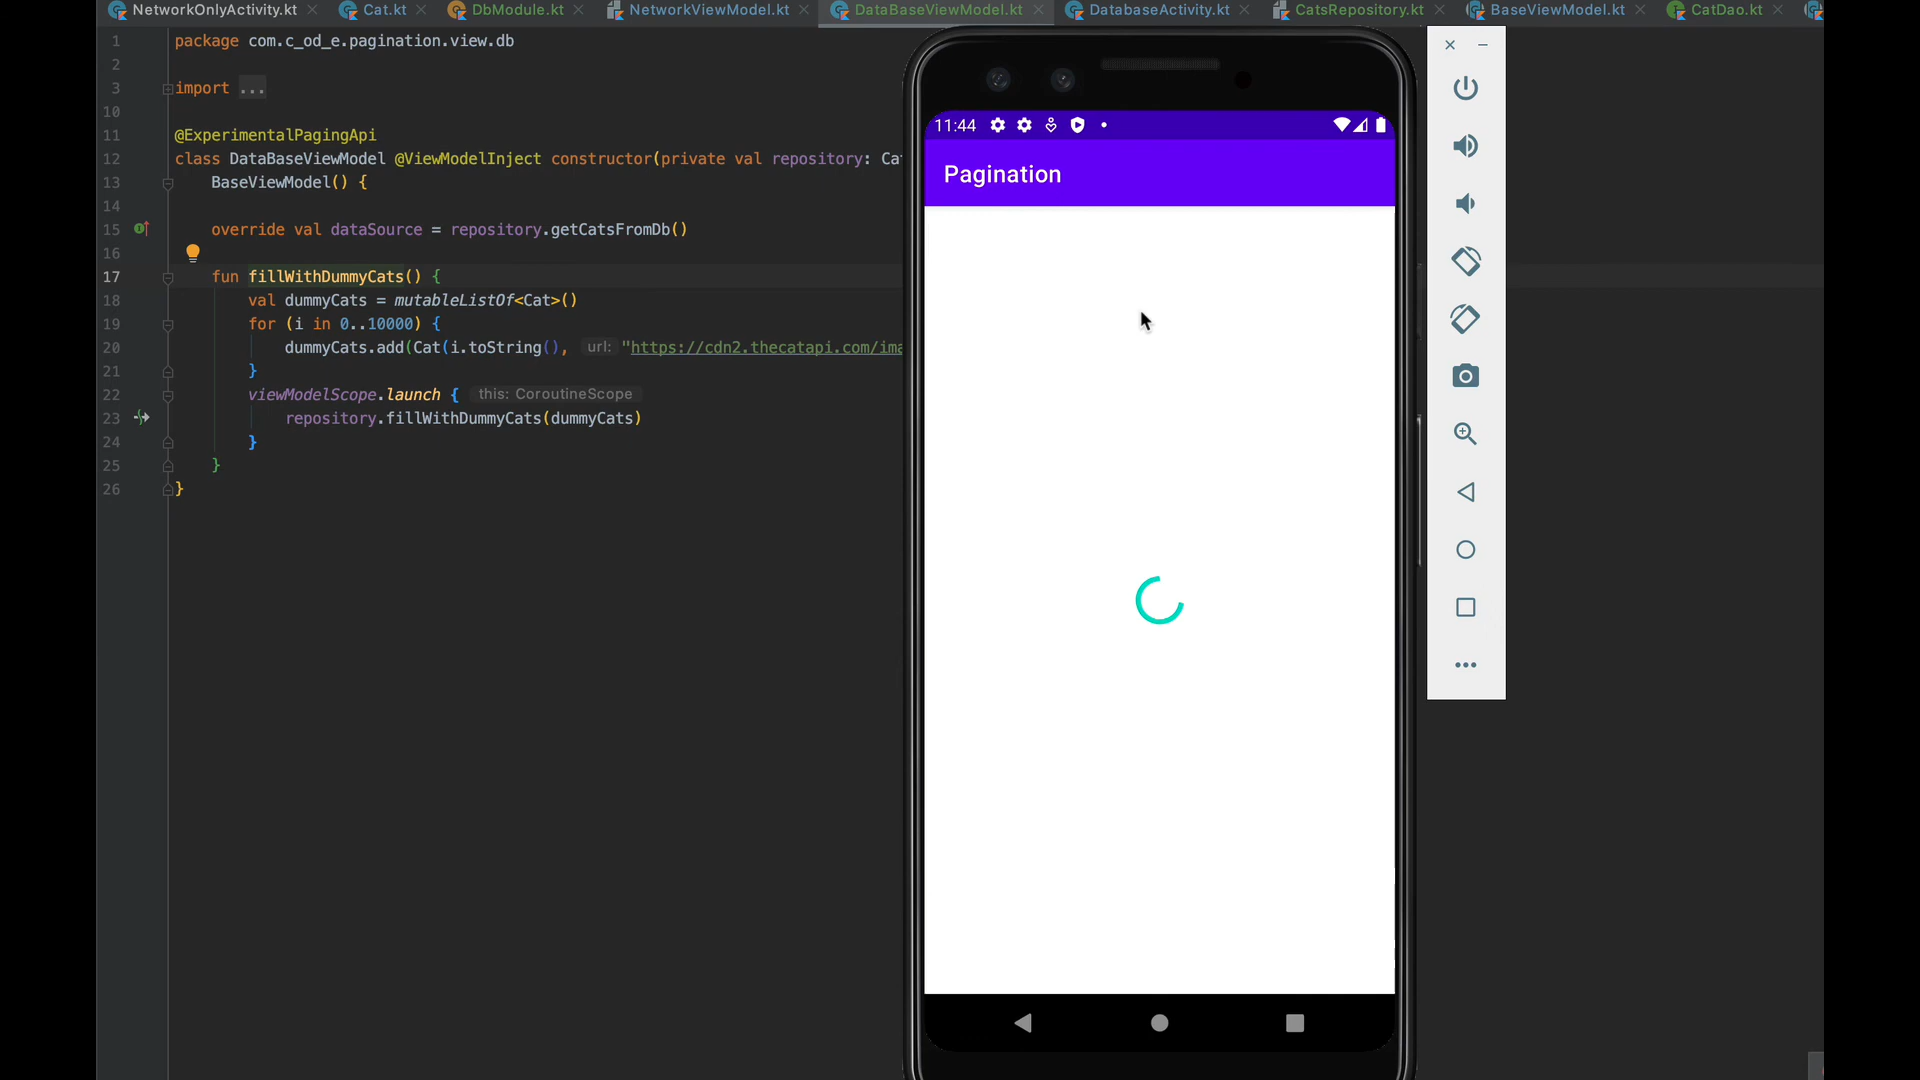 NetworkOnlyActivity.kt Cat.kt DbModule.kt NetworkViewModel.kt DataBaseViewModel.kt DatabaseActivity.kt CatsRepository.kt BaseViewModel.kt CatDao.kt
1 package com.c_od_e.pagination.view.db
2
3 import ...
10
11 @ExperimentalPagingApi
12 class DataBaseViewModel @ViewModelInject constructor(private val repository: Ca
13 BaseViewModel() {
14
15 override val dataSource = repository.getCatsFromDb()
16
17 fun fillWithDummyCats() {
18 val dummyCats = mutableListOf<Cat>()
19 for (i in 0..10000) {
20 dummyCats.add(Cat(i.toString(), url: "https://cdn2.thecatapi.com/ima
21 }
22 viewModelScope.launch { this: CoroutineScope
23 repository.fillWithDummyCats(dummyCats)
24 }
25 }
26 }
11:44
Pagination